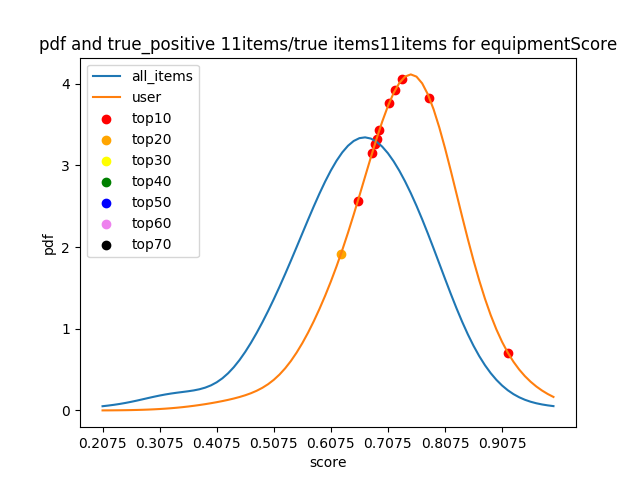 pdf and true_positive 11items/true items11items for equipmentScore
all_items
user
top10
top20
top30
top40
top50
top60
top70
pdf
4
3
2
1
0
0.2075 0.3075 0.4075 0.5075 0.6075 0.7075 0.8075 0.9075
score